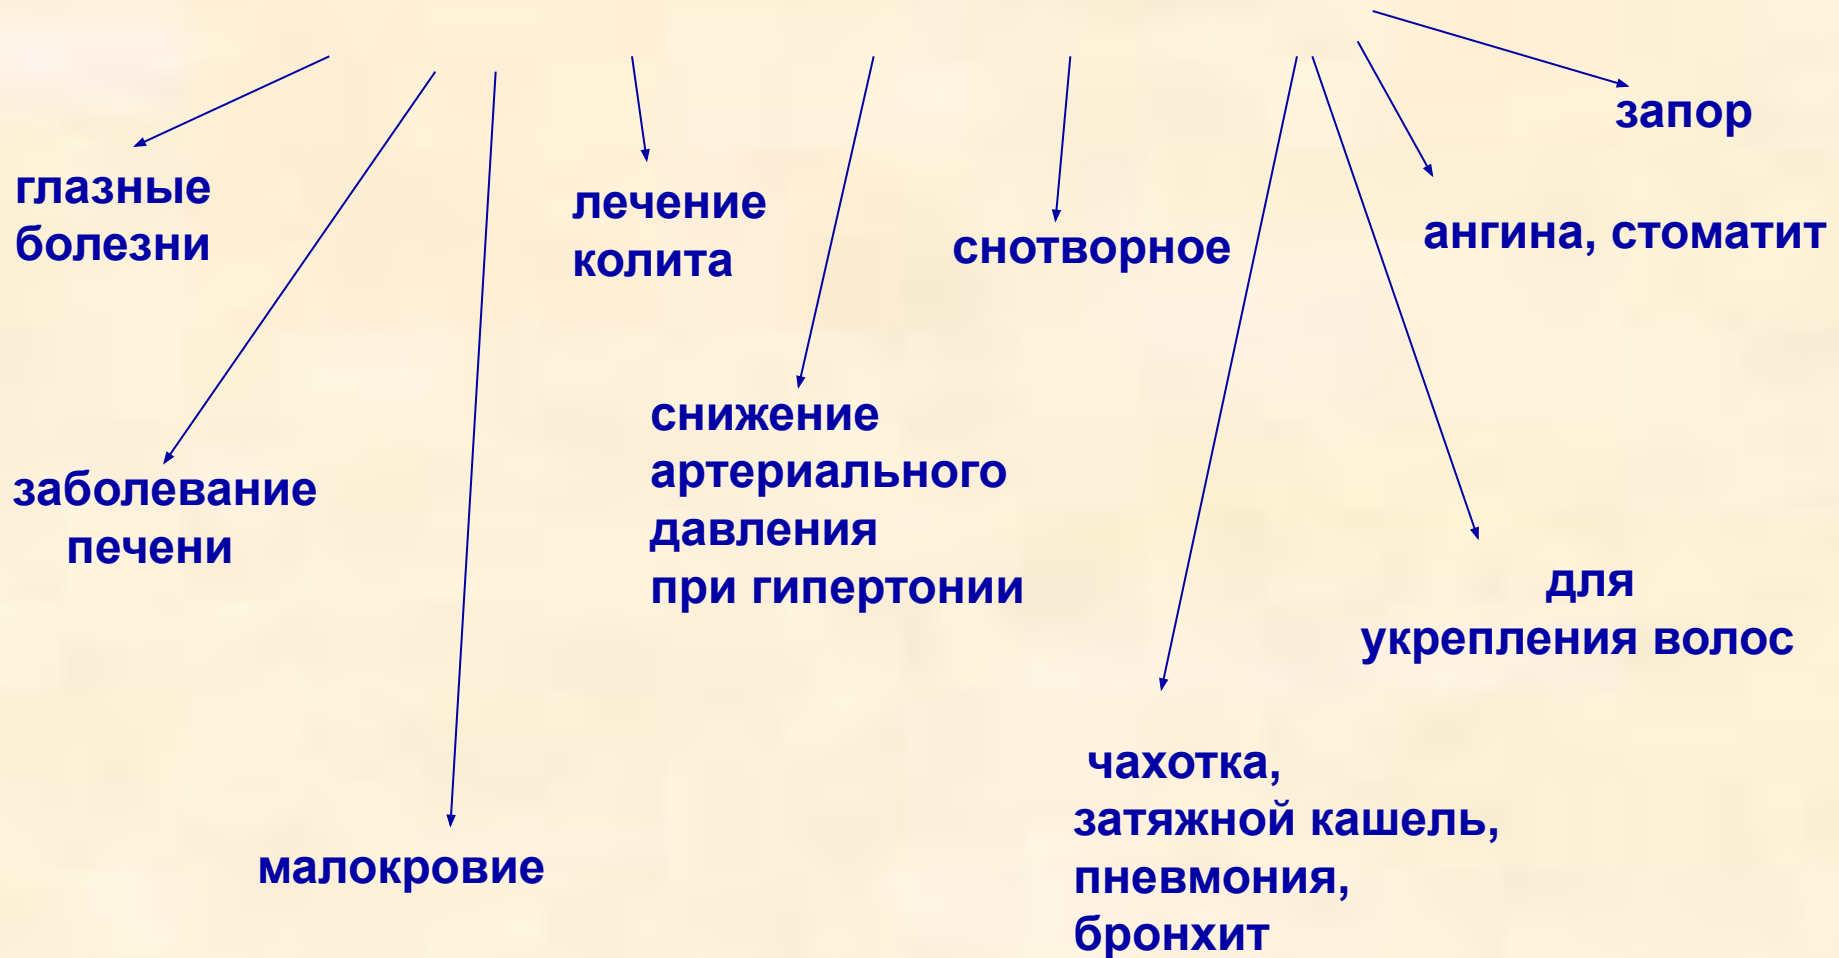 запор
глазные
болезни
лечение
колита
снотворное
ангина, стоматит
снижение
артериального
давления
при гипертонии
заболевание
печени
для
укрепления волос
чахотка,
затяжной кашель,
пневмония,
бронхит
малокровие